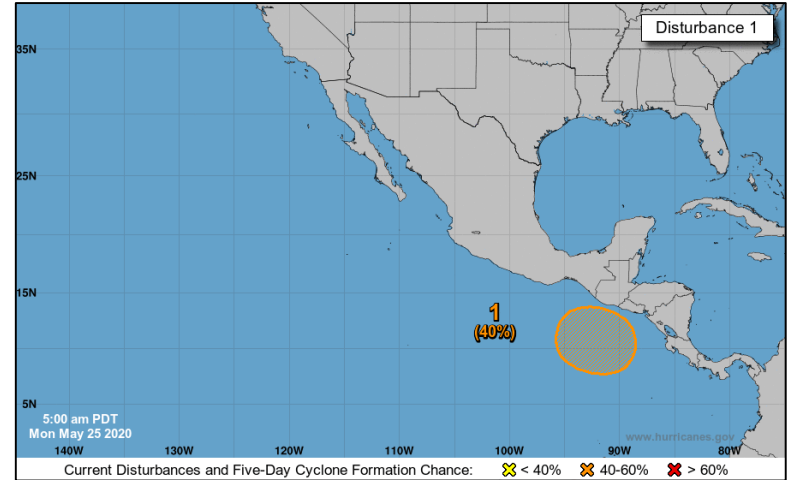 Disturbance 1
35N
25N
15N
1
(40%)
5N
5:00 am PDT
Mon May 25 2020
www.hurricanes.gov
140W 130W 120W 110W 100W 90W 80W
Current Disturbances and Five-Day Cyclone Formation Chance: < 40% 40-60% > 60%